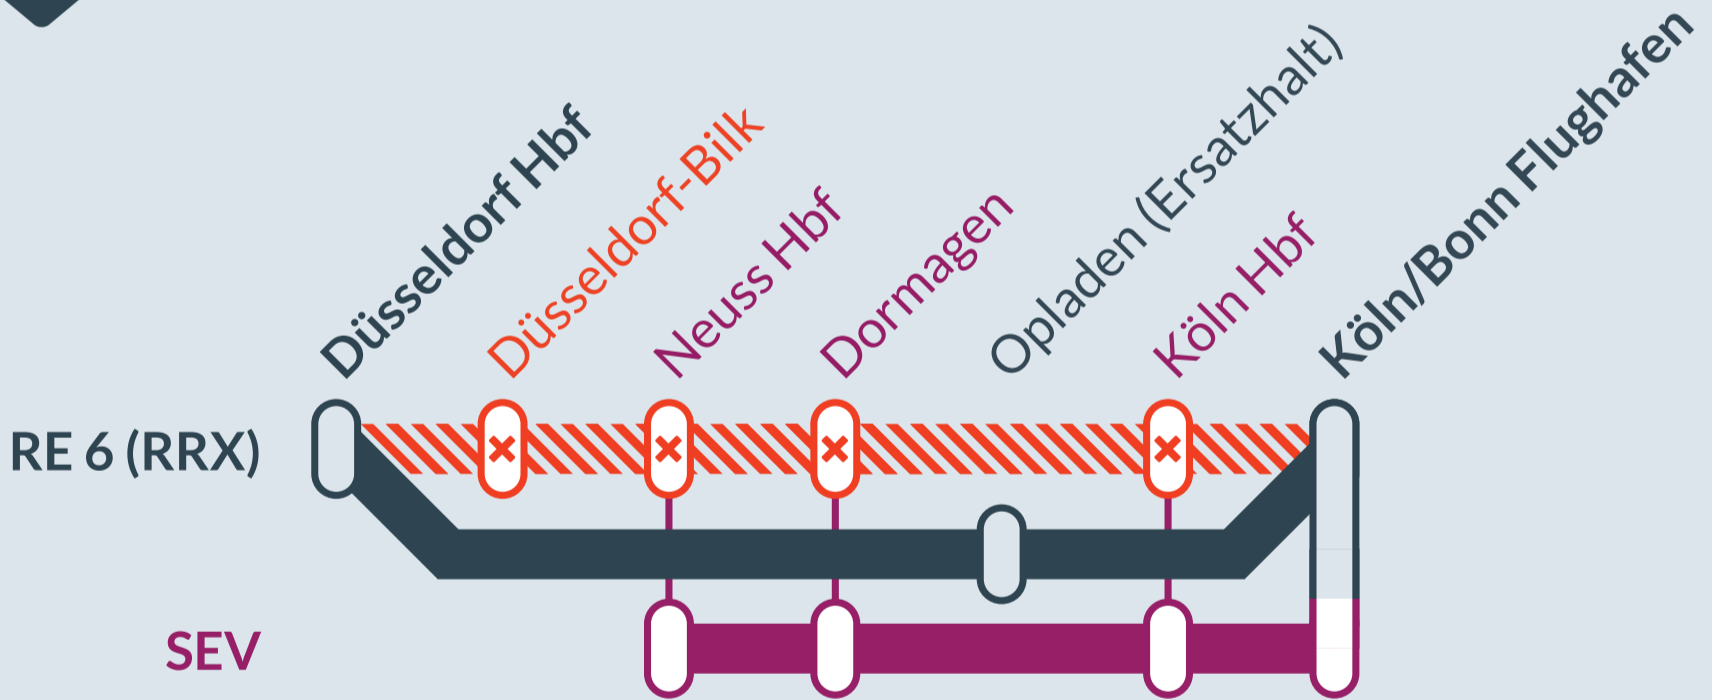 Düsseldorf Hbf
Düsseldorf-Bilk
Neuss Hbf
Dormagen
Opladen (Ersatzhalt)
Köln Hbf
Köln/Bonn Flughafen
RE 6 (RRX)
SEV